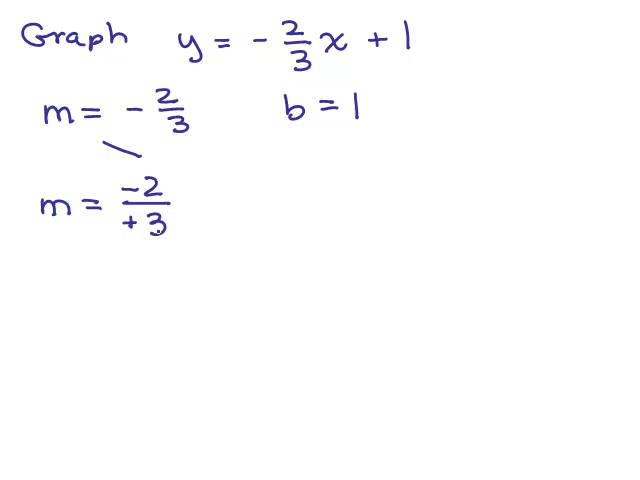 Graph y = - 2/3 x + 1
m = - 2/3 b = 1
m = -2/+3